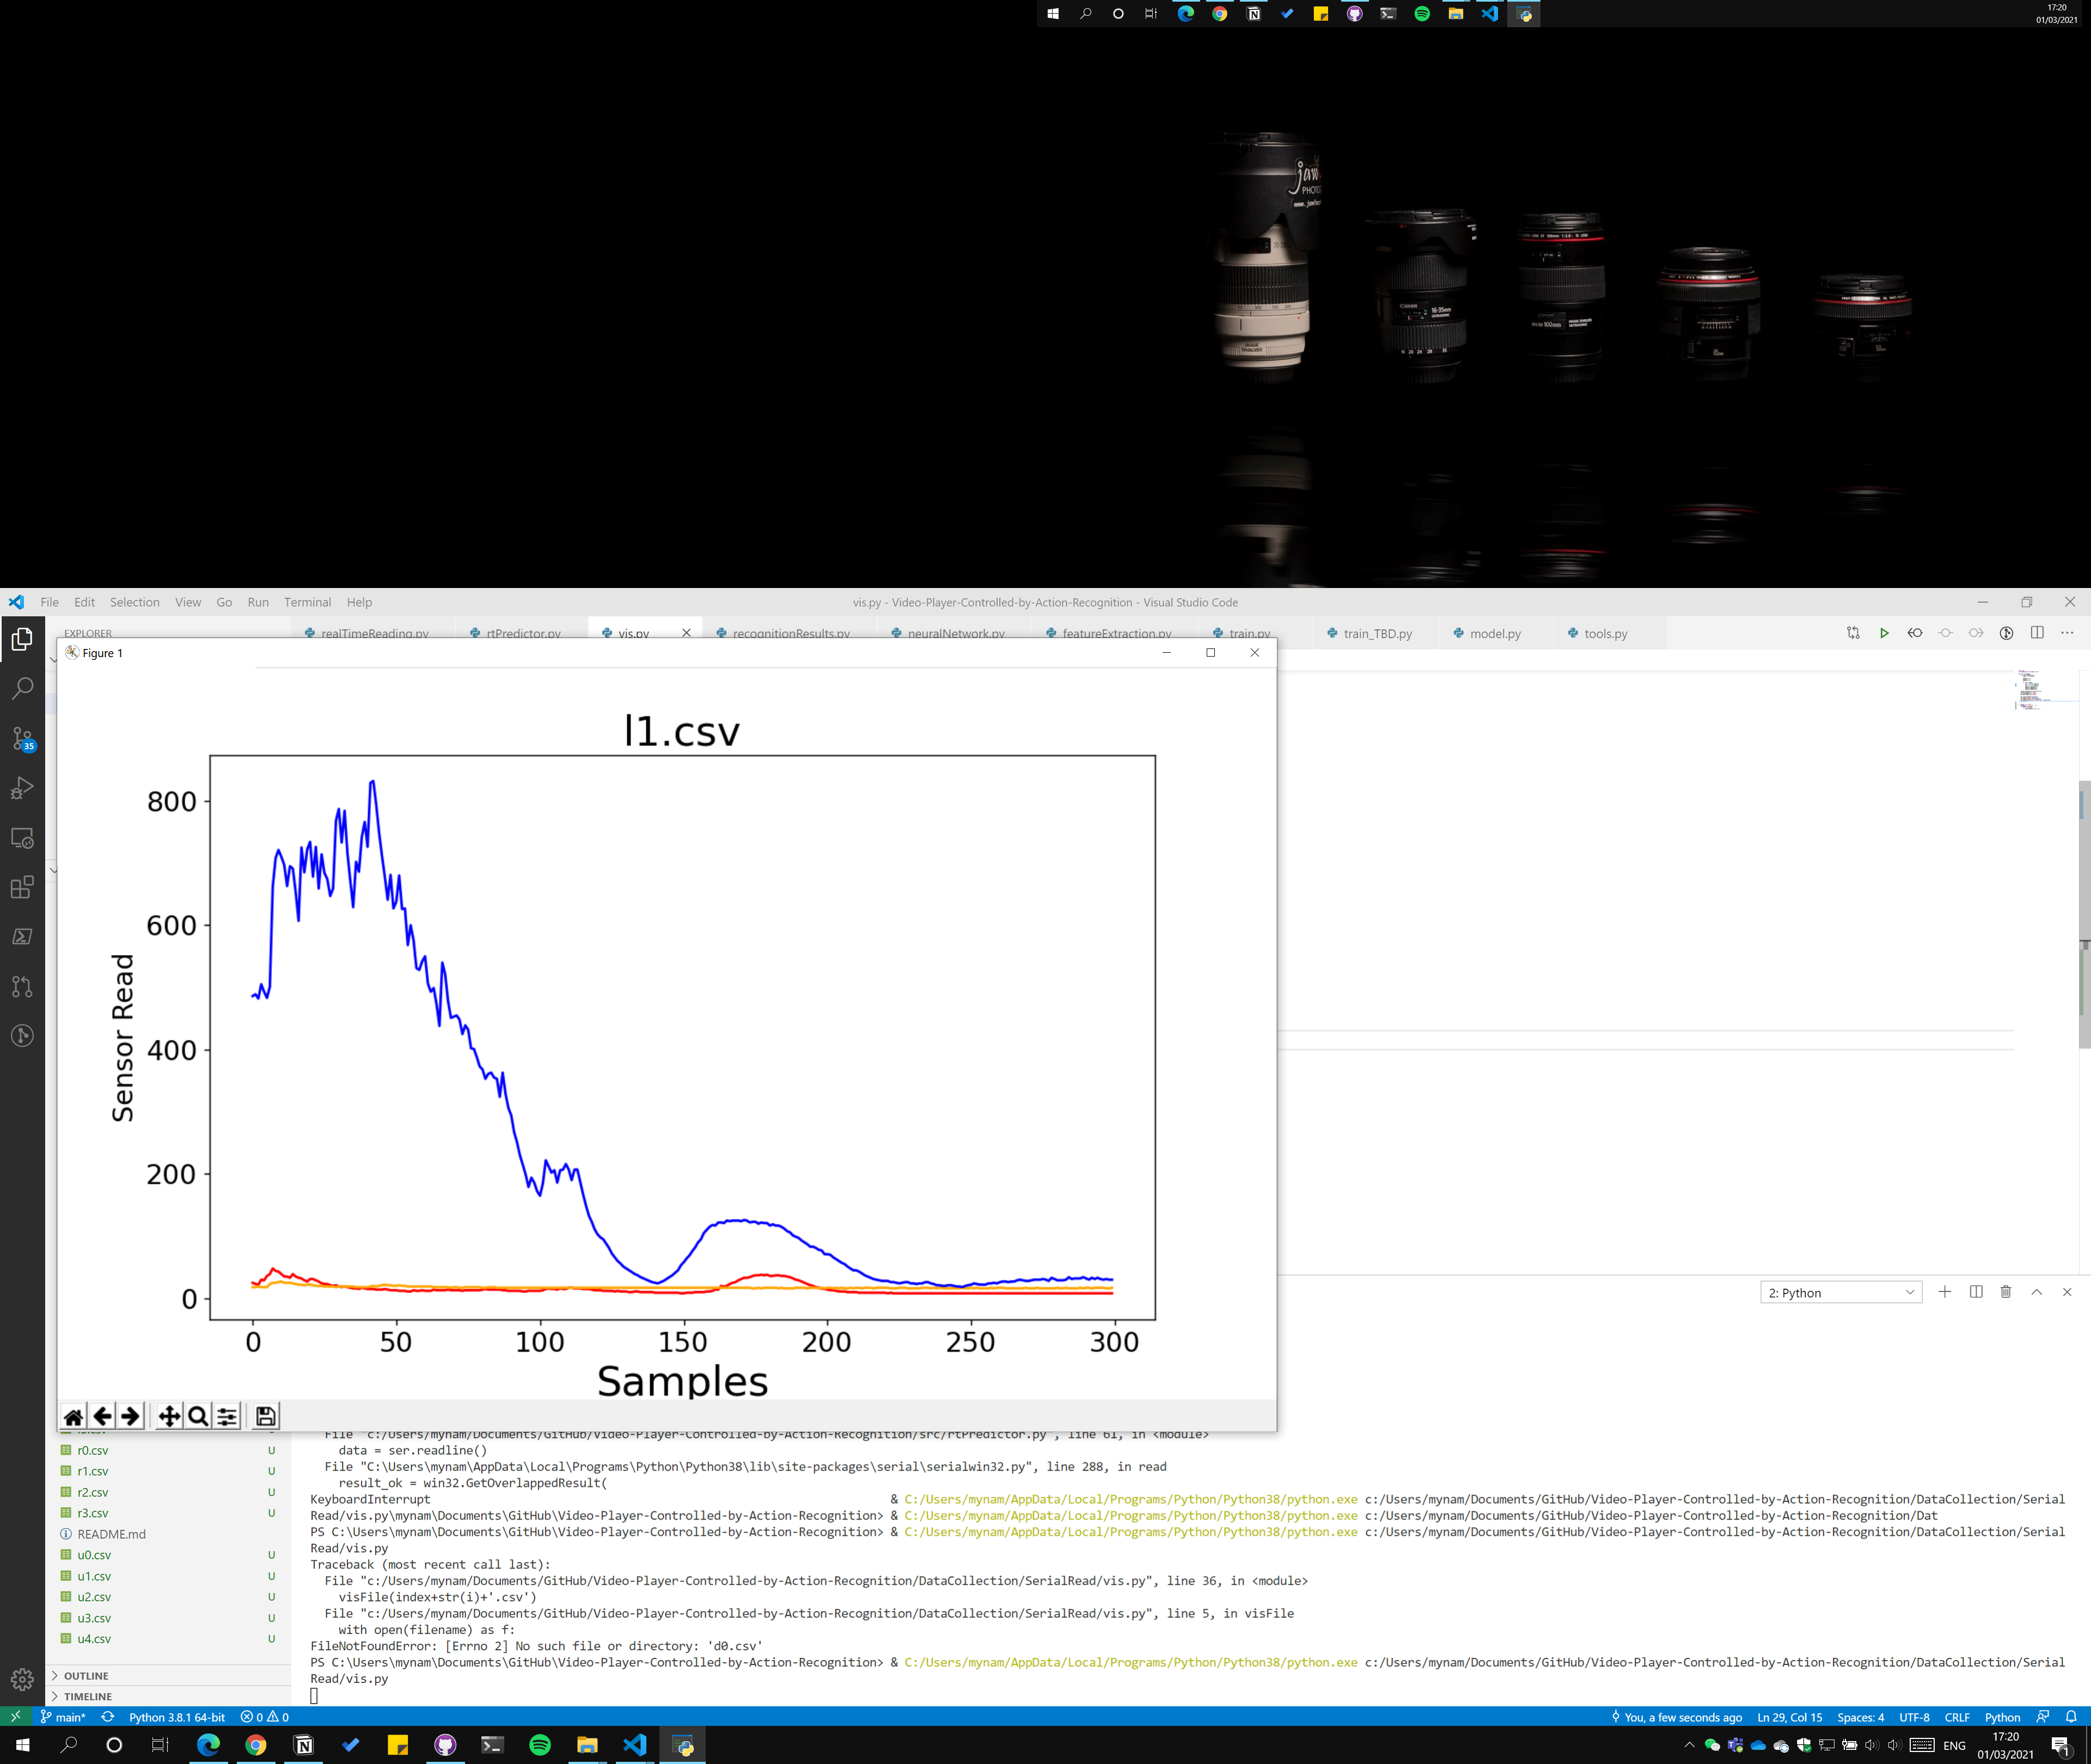 17:20
01/03/2021
jaw
PHOTO
Canon
16-35mm
ULTRASONIC
16 20 24 28 35
100mm
File Edit Selection View Go Run Terminal Help
vis.py - Video-Player-Controlled-by-Action-Recognition - Visual Studio Code
EXPLORER
realTimeReading.py
rtPredictor.py
vis.py
recognitionResults.py
neuralNetwork.py
featureExtraction.py
train.py
train_TBD.py
model.py
tools.py
35
Figure 1
l1.csv
800
600
400
200
0
Sensor Read
0 50 100 150 200 250 300
Samples
2: Python
r0.csv U
r1.csv U
r2.csv U
r3.csv U
README.md
u0.csv U
u1.csv U
u2.csv U
u3.csv U
u4.csv U
OUTLINE
TIMELINE
File "c:/Users/mynam/Documents/GitHub/Video-Player-Controlled-by-Action-Recognition/src/rtPredictor.py", line 61, in <module>
data = ser.readline()
File "C:\Users\mynam\AppData\Local\Programs\Python\Python38\lib\site-packages\serial\serialwin32.py", line 288, in read
result_ok = win32.GetOverlappedResult(
KeyboardInterrupt & C:/Users/mynam/AppData/Local/Programs/Python/Python38/python.exe c:/Users/mynam/Documents/GitHub/Video-Player-Controlled-by-Action-Recognition/DataCollection/Serial
Read/vis.py\mynam\Documents\GitHub\Video-Player-Controlled-by-Action-Recognition> & C:/Users/mynam/AppData/Local/Programs/Python/Python38/python.exe c:/Users/mynam/Documents/GitHub/Video-Player-Controlled-by-Action-Recognition/Dat
PS C:\Users\mynam\Documents\GitHub\Video-Player-Controlled-by-Action-Recognition> & C:/Users/mynam/AppData/Local/Programs/Python/Python38/python.exe c:/Users/mynam/Documents/GitHub/Video-Player-Controlled-by-Action-Recognition/DataCollection/Serial
Read/vis.py
Traceback (most recent call last):
File "c:/Users/mynam/Documents/GitHub/Video-Player-Controlled-by-Action-Recognition/DataCollection/SerialRead/vis.py", line 36, in <module>
visFile(index+str(i)+'.csv')
File "c:/Users/mynam/Documents/GitHub/Video-Player-Controlled-by-Action-Recognition/DataCollection/SerialRead/vis.py", line 5, in visFile
with open(filename) as f:
FileNotFoundError: [Errno 2] No such file or directory: 'd0.csv'
PS C:\Users\mynam\Documents\GitHub\Video-Player-Controlled-by-Action-Recognition> & C:/Users/mynam/AppData/Local/Programs/Python/Python38/python.exe c:/Users/mynam/Documents/GitHub/Video-Player-Controlled-by-Action-Recognition/DataCollection/Serial
Read/vis.py
main* Python 3.8.1 64-bit 0 0 You, a few seconds ago Ln 29, Col 15 Spaces: 4 UTF-8 CRLF Python
ENG
17:20
01/03/2021
1